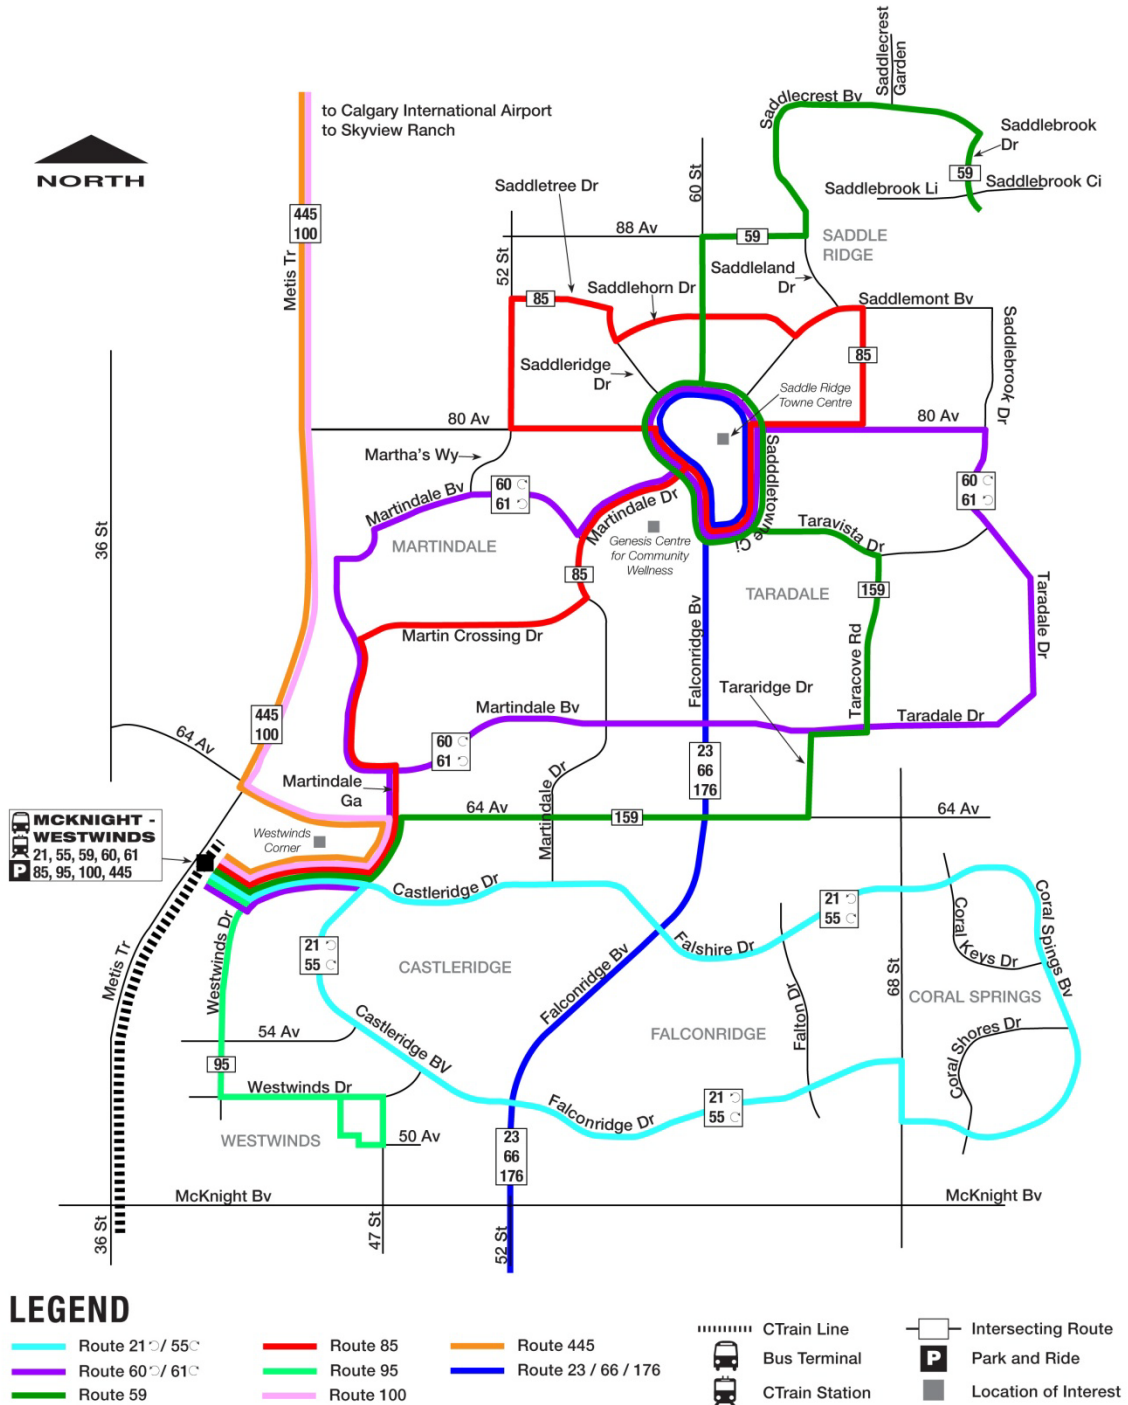 Saddlecrest
Garden
Saddlecrest Bv
to Calgary International Airport
to Skyview Ranch
Saddlebrook
Dr
NORTH
59
Saddlebrook Li
Saddlebrook Ci
Saddletree Dr
60 St
445
100
88 Av
59
SADDLE
RIDGE
Metis Tr
52 St
Saddleland
Dr
Saddlehorn Dr
85
Saddlemont Bv
Saddleridge
Dr
85
Saddlebrook Dr
Saddle Ridge
Towne Centre
80 Av
80 Av
Martha's Wy
Saddletowne Ci
60
61
60
61
Martindale Bv
Martindale Dr
Genesis Centre
for Community
Wellness
Taravista Dr
36 St
MARTINDALE
85
TARADALE
159
Taradale Dr
Martin Crossing Dr
Falconridge Bv
Taracove Rd
Tararidge Dr
Martindale Bv
Taradale Dr
445
100
64 Av
60
61
23
66
176
Martindale
Ga
Martindale Dr
64 Av
159
64 Av
MCKNIGHT -
WESTWINDS
21, 55, 59, 60, 61
P 85, 95, 100, 445
Westwinds
Corner
Castleridge Dr
21
55
Coral Keys Dr
Coral Springs Bv
Westwinds Dr
21
55
Falshire Dr
Metis Tr
CASTLERIDGE
Falconridge Bv
68 St
CORAL SPRINGS
FALCONRIDGE
Falton Dr
54 Av
Castleridge BV
Coral Shores Dr
95
Westwinds Dr
Falconridge Dr
21
55
WESTWINDS
50 Av
23
66
176
McKnight Bv
McKnight Bv
36 St
47 St
52 St
LEGEND
Route 21 / 55
Route 85
Route 445
CTrain Line
Intersecting Route
Route 60 / 61
Route 95
Route 23 / 66 / 176
Bus Terminal
P Park and Ride
Route 59
Route 100
CTrain Station
Location of Interest